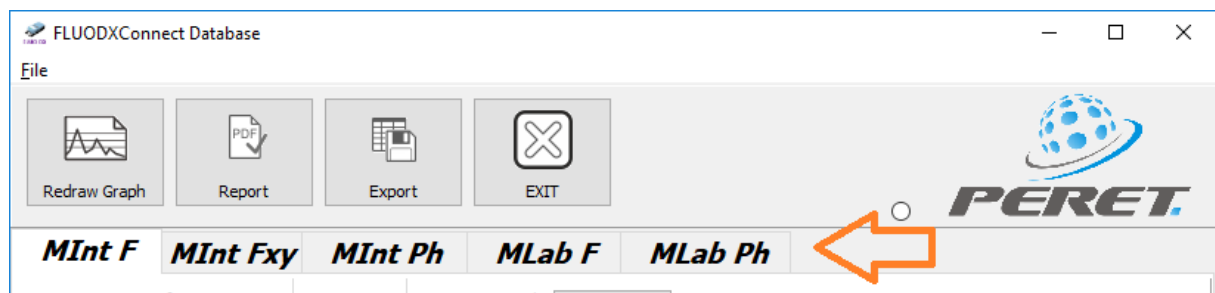 FLUODXConnect Database
File
PDF
Redraw Graph Report Export EXIT
PERET.
MInt F MInt Fxy MInt Ph MLab F MLab Ph